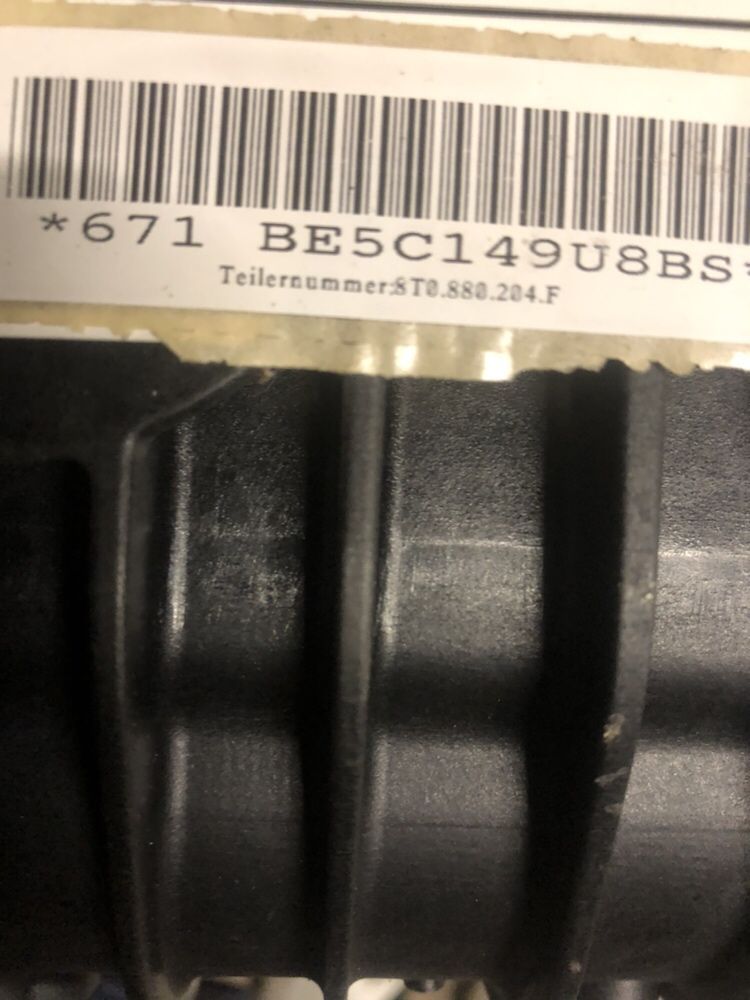 *671 BE5C149U8BS*
Teilernummer:8T0.880.204.F